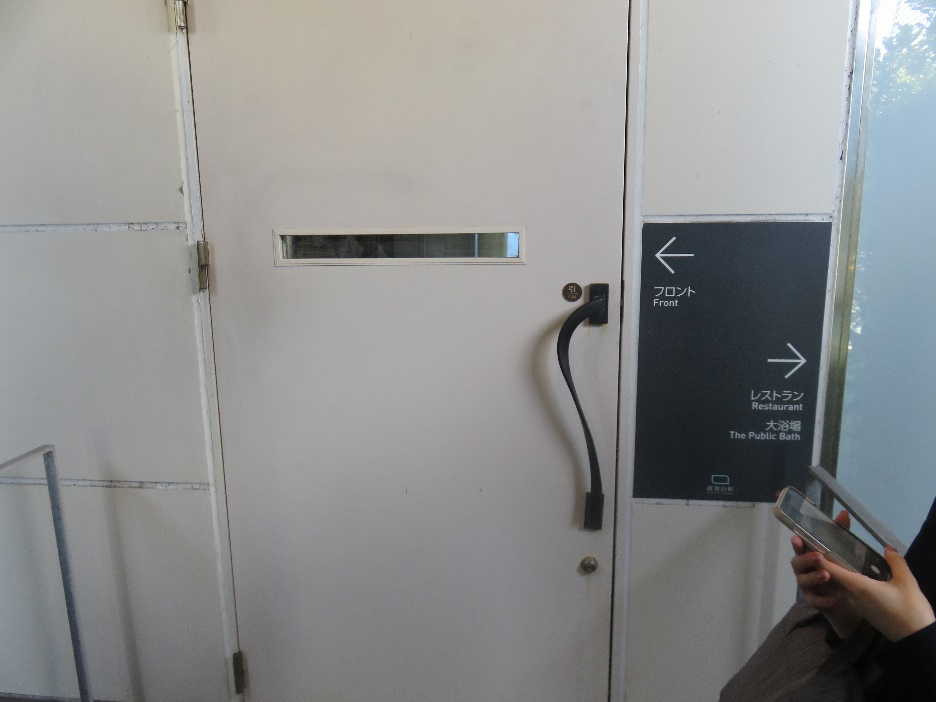 フロント
Front
レストラン
Restaurant
大浴場
The Public Bath